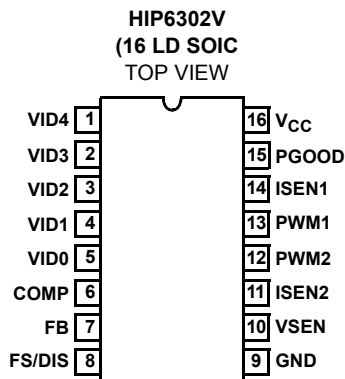 HIP6302V
(16 LD SOIC
TOP VIEW
VID4 1
VID3 2
VID2 3
VID1 4
VID0 5
COMP 6
FB 7
FS/DIS 8
16 VCC
15 PGOOD
14 ISEN1
13 PWM1
12 PWM2
11 ISEN2
10 VSEN
9 GND